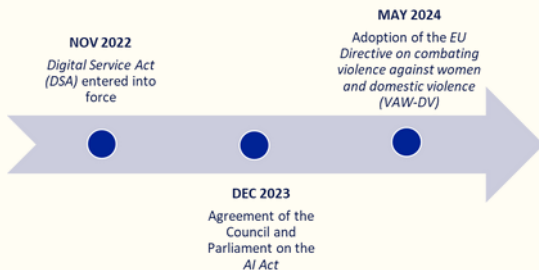 NOV 2022
Digital Service Act
(DSA) entered into
force
DEC 2023
Agreement of the
Council and
Parliament on the
AI Act
MAY 2024
Adoption of the EU
Directive on combating
violence against women
and domestic violence
(VAW-DV)